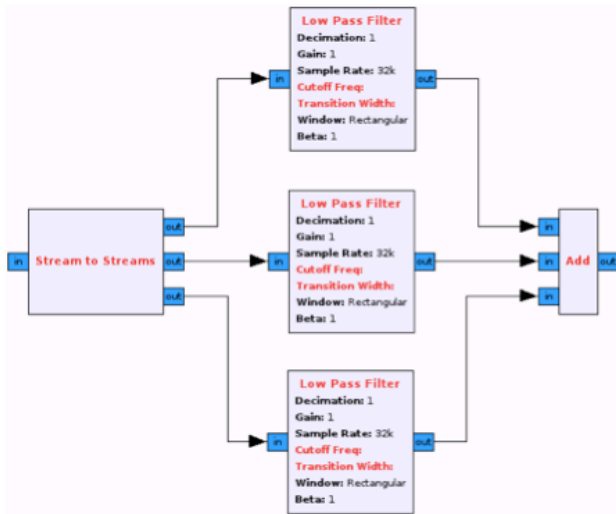 Low Pass Filter
Decimation: 1
Gain: 1
Sample Rate: 32k
Cutoff Freq:
Transition Width:
Window: Rectangular
Beta: 1
in
out
in
Stream to Streams
out
out
out
Low Pass Filter
Decimation: 1
Gain: 1
Sample Rate: 32k
Cutoff Freq:
Transition Width:
Window: Rectangular
Beta: 1
in
out
in
in
in
Add
out
Low Pass Filter
Decimation: 1
Gain: 1
Sample Rate: 32k
Cutoff Freq:
Transition Width:
Window: Rectangular
Beta: 1
in
out